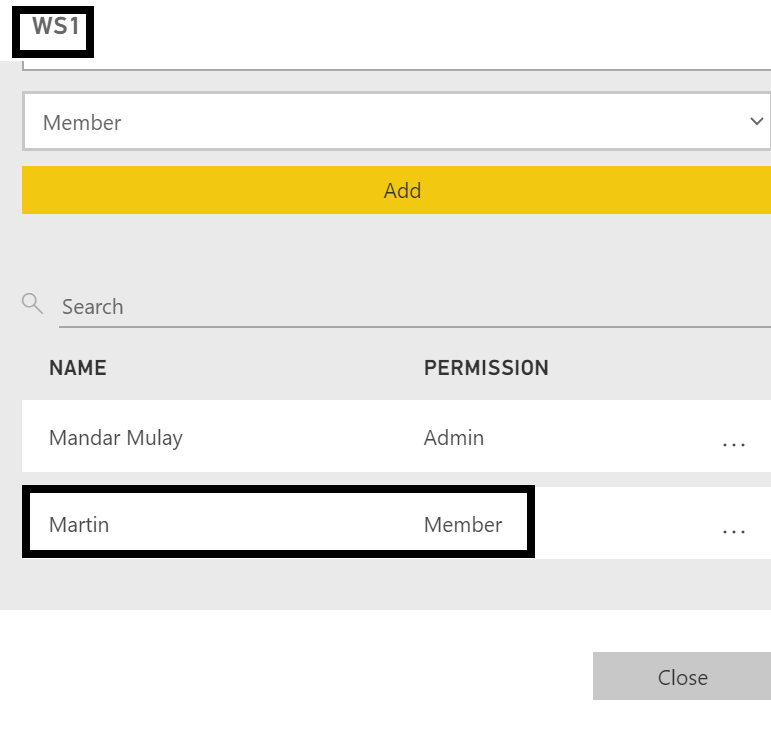 WS1
Member
Add
Search
NAME PERMISSION
Mandar Mulay Admin ...
Martin Member ...
Close